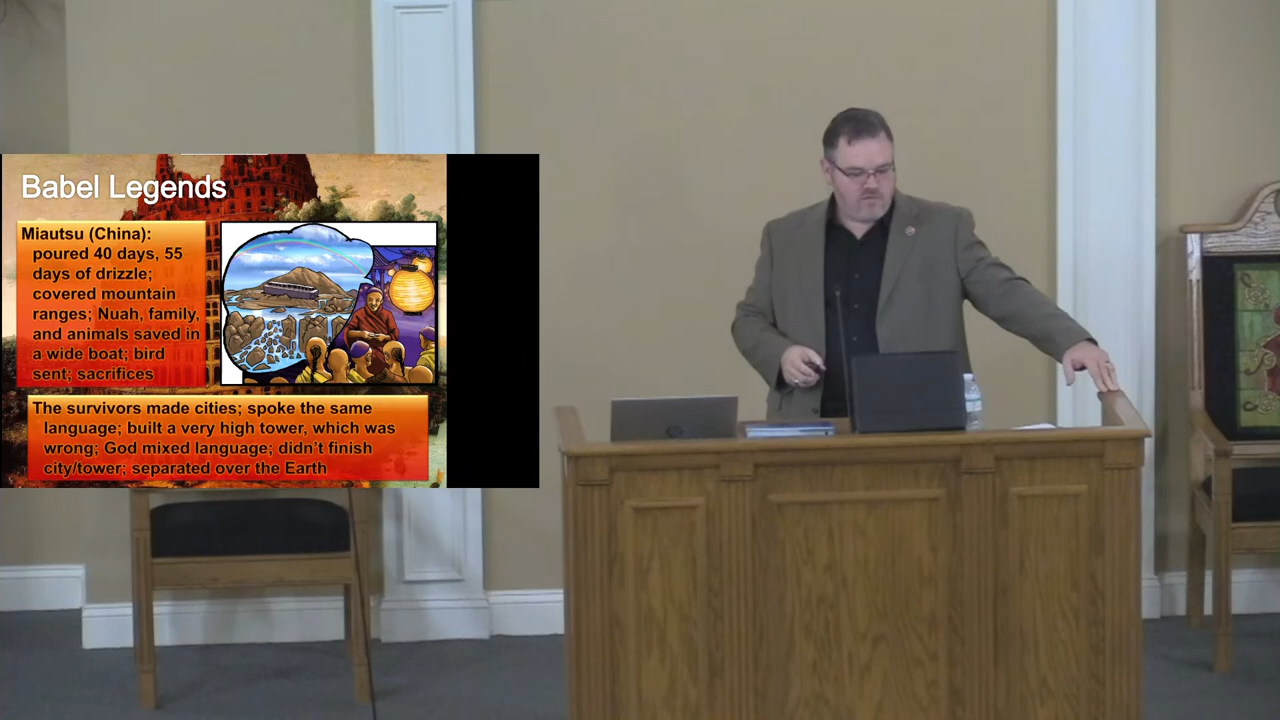 Babel Legends
Miautsu (China):
poured 40 days, 55
days of drizzle;
covered mountain
ranges; Nuah, family,
and animals saved in
a wide boat; bird
sent; sacrifices
The survivors made cities; spoke the same
language; built a very high tower, which was
wrong; God mixed language; didn't finish
city/tower; separated over the Earth